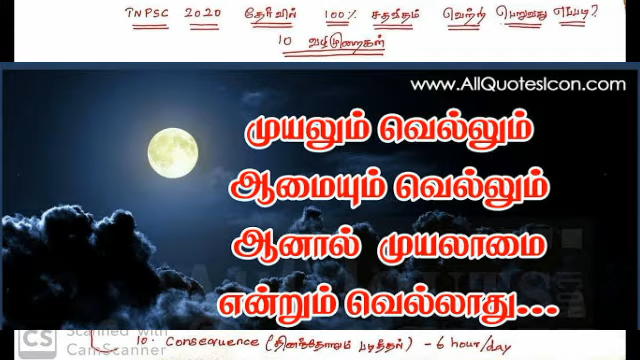 TNPSC 2020 தேர்வில் 100% சதவீதம் வெற்றி பெறுவது எப்படி?
10 வழிமுறைகள்
www.AllQuotesIcon.com
முயலும் வெல்லும்
ஆமையும் வெல்லும்
ஆனால் முயலாமை
என்றும் வெல்லாது...
CS Scanned with
CamScanner
10. Consequence (தினந்தோறும் படித்தல்) - 6 hour/day